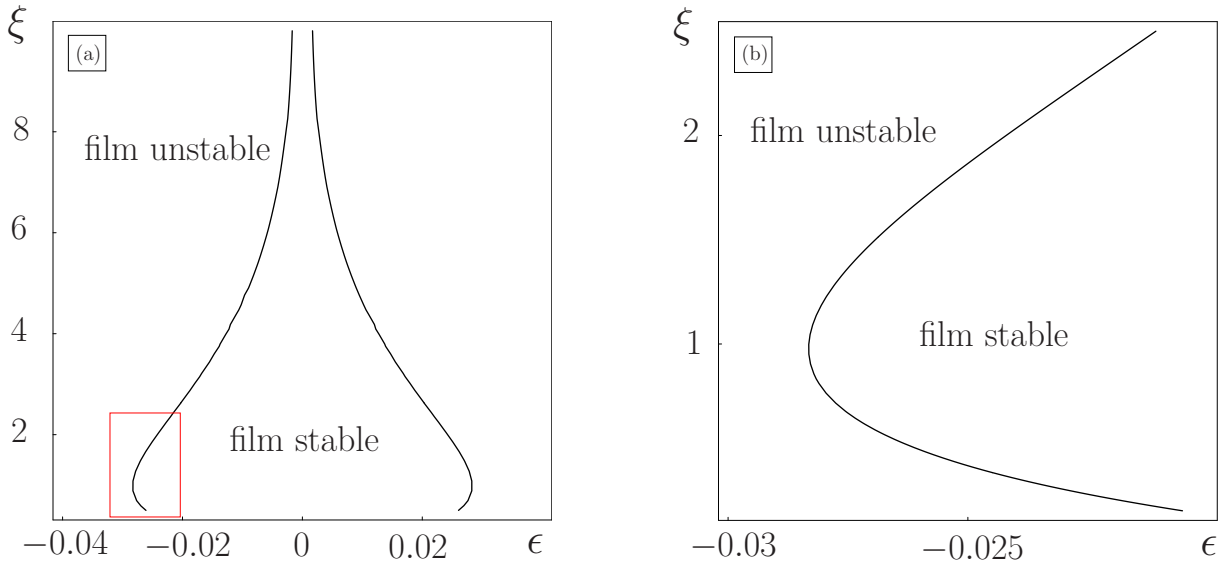 ξ
(a)
film unstable
8
6
4
film stable
2
−0.04
−0.02
0
0.02
ϵ
ξ
(b)
film unstable
2
film stable
1
−0.03
−0.025
ϵ